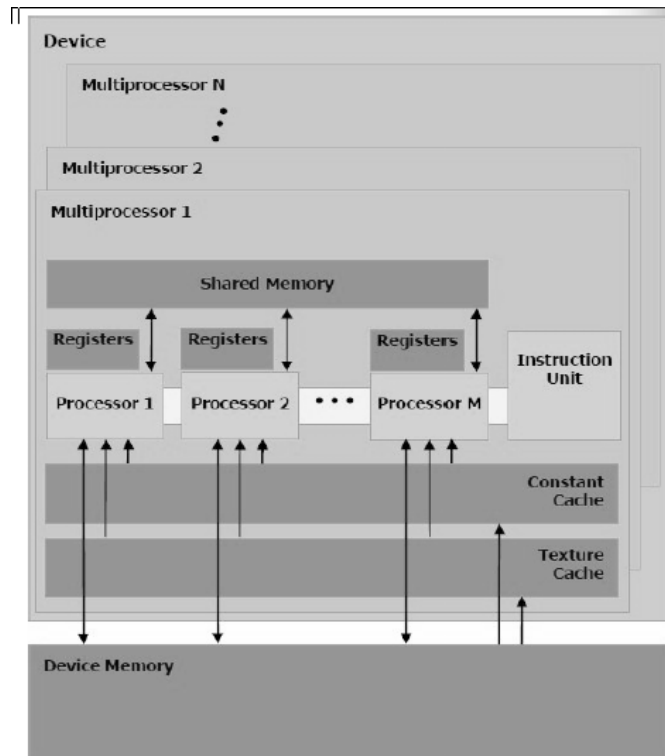 Device
Multiprocessor N
Multiprocessor 2
Multiprocessor 1
Shared Memory
Registers
Registers
Registers
Instruction
Unit
Processor 1
Processor 2
Processor M
Constant
Cache
Texture
Cache
Device Memory